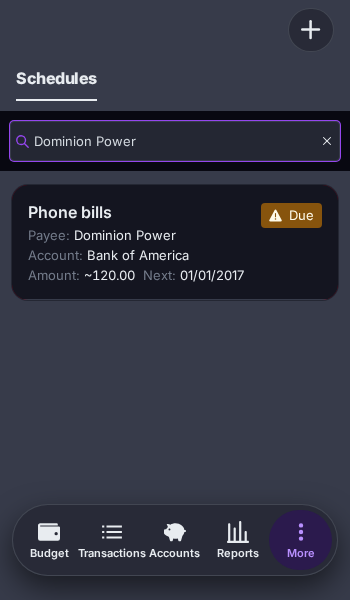 Schedules
Dominion Power
Phone bills
Due
Payee: Dominion Power
Account: Bank of America
Amount: ~120.00 Next: 01/01/2017
Budget Transactions Accounts Reports More